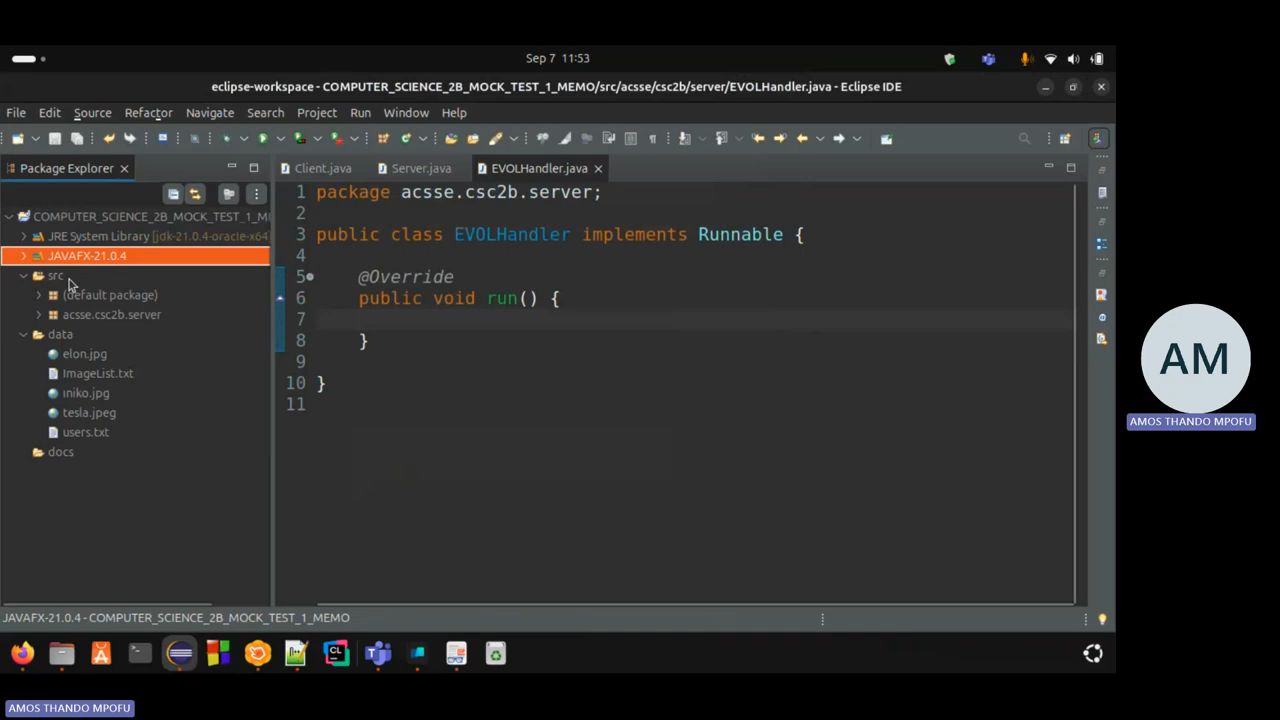 Sep 7 11:53
eclipse-workspace - COMPUTER_SCIENCE_2B_MOCK_TEST_1_MEMO/src/acsse/csc2b/server/EVOLHandler.java - Eclipse IDE
File Edit Source Refactor Navigate Search Project Run Window Help
Package Explorer
Client.java Server.java EVOLHandler.java
COMPUTER_SCIENCE_2B_MOCK_TEST_1_MI
JRE System Library [jdk-21.0.4-oracle-x64]
JAVAFX-21.0.4
src
(default package)
acsse.csc2b.server
data
elon.jpg
ImageList.txt
iniko.jpg
tesla.jpeg
users.txt
docs
1 package acsse.csc2b.server;
2
3 public class EVOLHandler implements Runnable {
4
5 @Override
6 public void run() {
7
8 }
9
10 }
11
AM
AMOS THANDO MPOFU
JAVAFX-21.0.4 - COMPUTER_SCIENCE_2B_MOCK_TEST_1_MEMO
CL
AMOS THANDO MPOFU